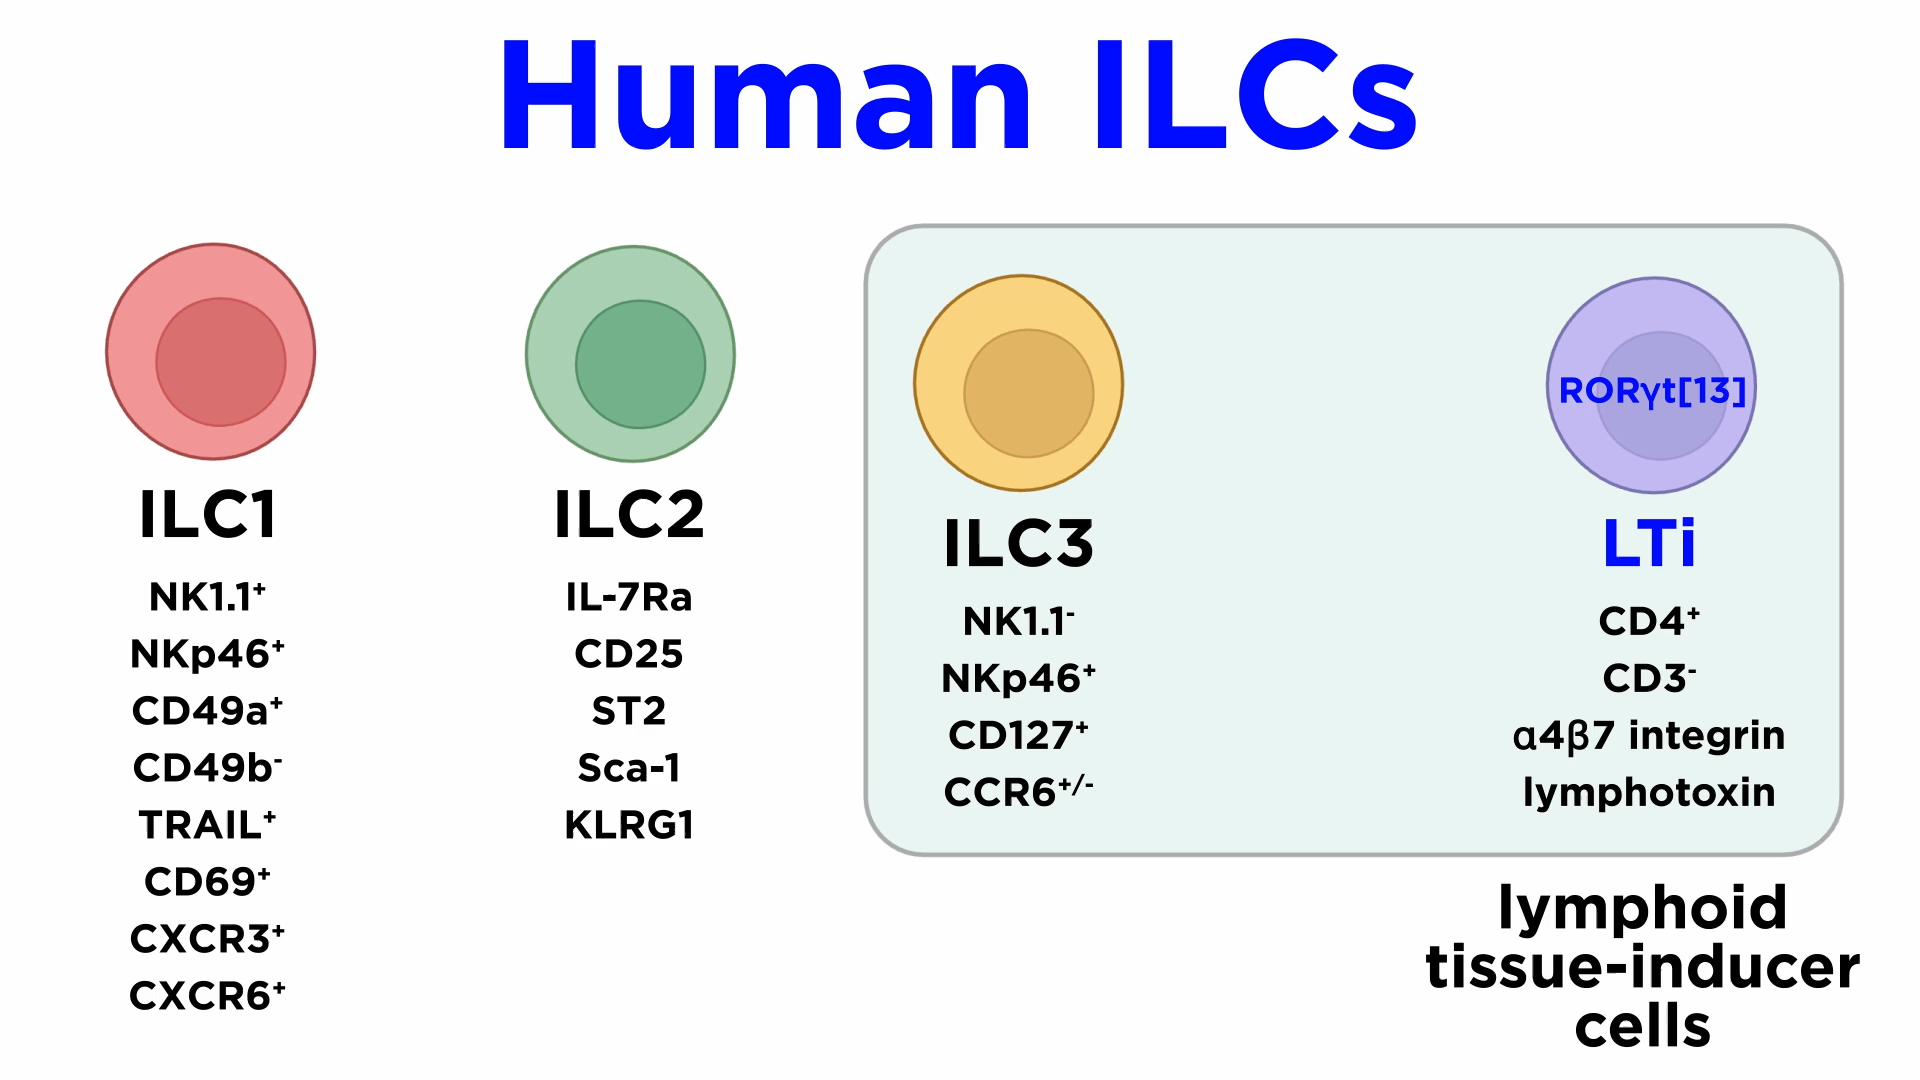 Human ILCs
ILC1
NK1.1⁺
NKp46⁺
CD49a⁺
CD49b⁻
TRAIL⁺
CD69⁺
CXCR3⁺
CXCR6⁺
ILC2
IL-7Ra
CD25
ST2
Sca-1
KLRG1
ILC3
NK1.1⁻
NKp46⁺
CD127⁺
CCR6⁺/⁻
RORγt[13]
LTi
CD4⁺
CD3⁻
α4β7 integrin
lymphotoxin
lymphoid
tissue-inducer
cells